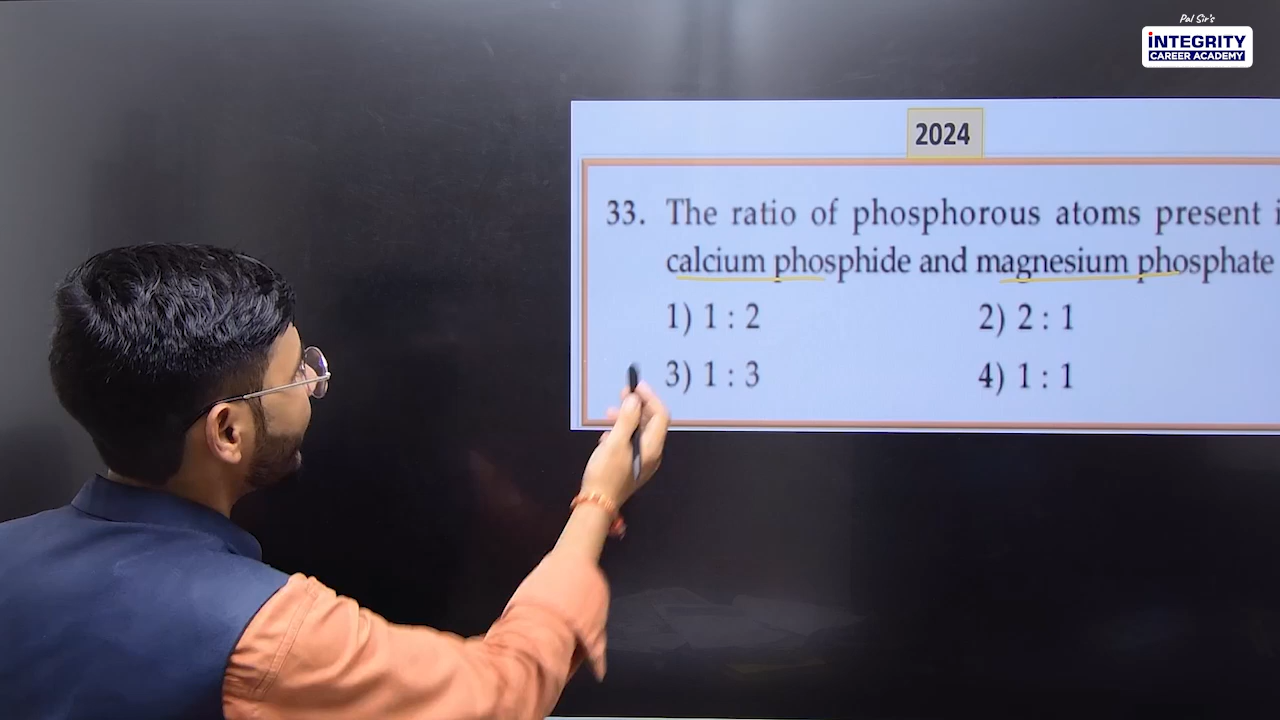 Pal Sir's
iNTEGRITY
CAREER ACADEMY
2024
33. The ratio of phosphorous atoms present
calcium phosphide and magnesium phosphate
1) 1 : 2 2) 2 : 1
3) 1 : 3 4) 1 : 1